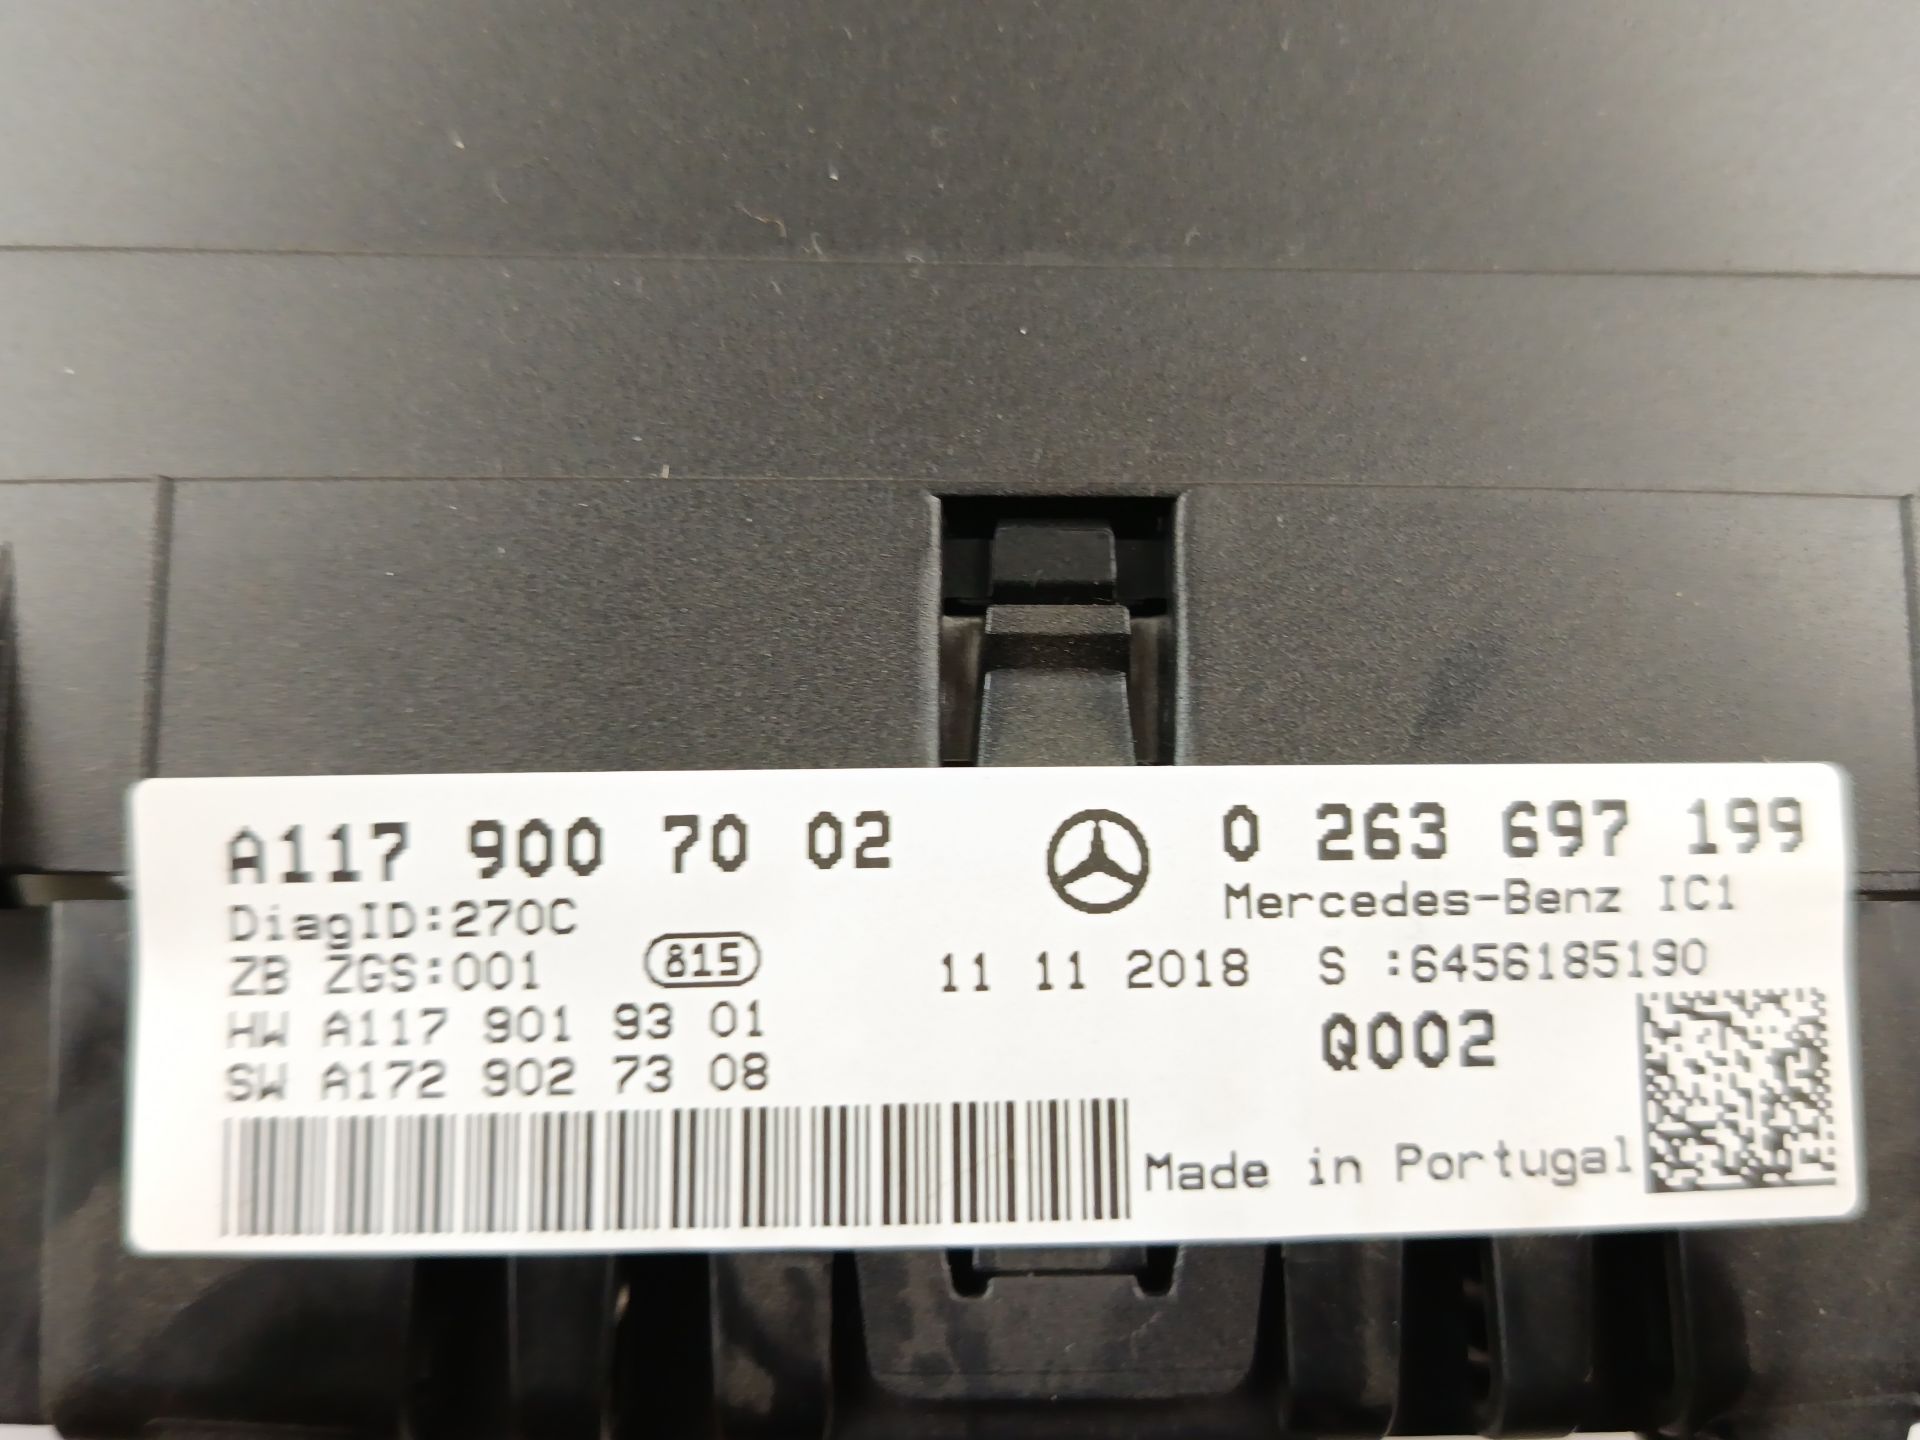 A117 900 70 02
0 263 697 199
DiagID:270C
Mercedes-Benz IC1
ZB ZGS:001
815
11 11 2018
S :6456185190
HW A117 901 93 01
Q002
SW A172 902 73 08
Made in Portugal